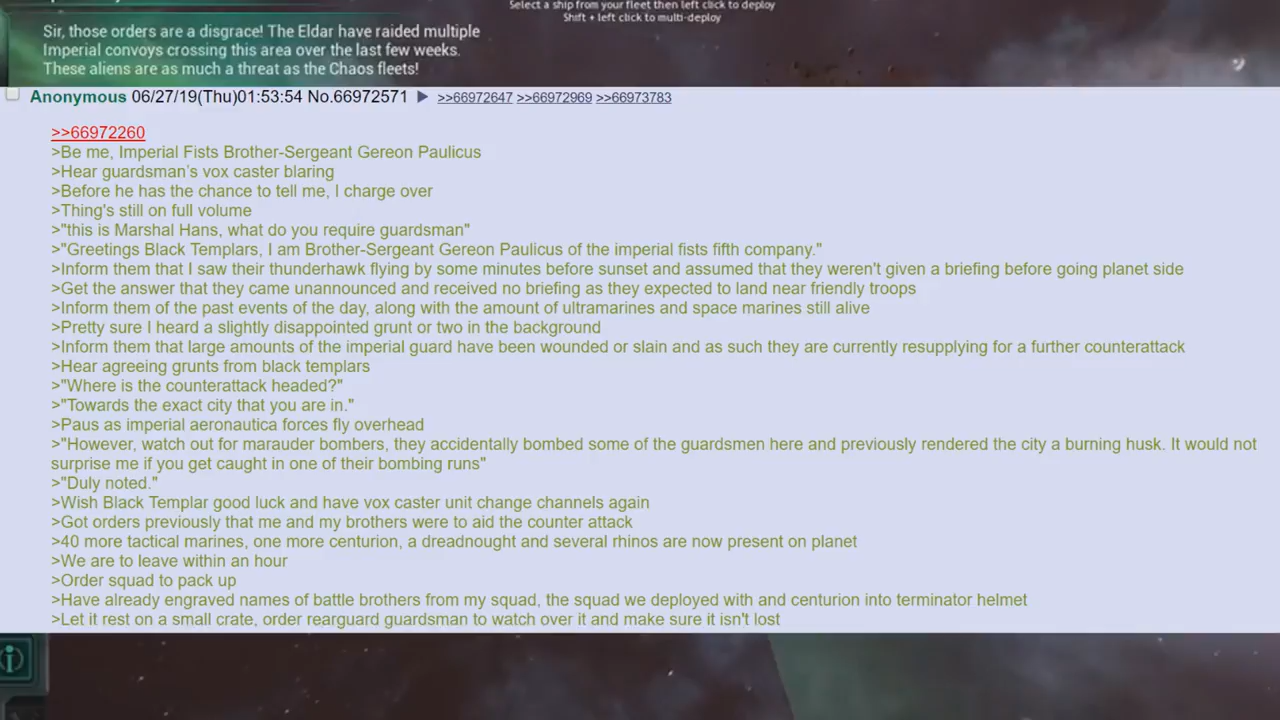 Select a ship from your fleet then left click to deploy
Shift + left click to multi-deploy
Sir, those orders are a disgrace! The Eldar have raided multiple
Imperial convoys crossing this area over the last few weeks.
These aliens are as much a threat as the Chaos fleets!
Anonymous 06/27/19(Thu)01:53:54 No.66972571 ▶ >>66972647 >>66972969 >>66973783
>>66972260
>Be me, Imperial Fists Brother-Sergeant Gereon Paulicus
>Hear guardsman's vox caster blaring
>Before he has the chance to tell me, I charge over
>Thing's still on full volume
>"this is Marshal Hans, what do you require guardsman"
>"Greetings Black Templars, I am Brother-Sergeant Gereon Paulicus of the imperial fists fifth company."
>Inform them that I saw their thunderhawk flying by some minutes before sunset and assumed that they weren't given a briefing before going planet side
>Get the answer that they came unannounced and received no briefing as they expected to land near friendly troops
>Inform them of the past events of the day, along with the amount of ultramarines and space marines still alive
>Pretty sure I heard a slightly disappointed grunt or two in the background
>Inform them that large amounts of the imperial guard have been wounded or slain and as such they are currently resupplying for a further counterattack
>Hear agreeing grunts from black templars
>"Where is the counterattack headed?"
>"Towards the exact city that you are in."
>Paus as imperial aeronautica forces fly overhead
>"However, watch out for marauder bombers, they accidentally bombed some of the guardsmen here and previously rendered the city a burning husk. It would not
surprise me if you get caught in one of their bombing runs"
>"Duly noted."
>Wish Black Templar good luck and have vox caster unit change channels again
>Got orders previously that me and my brothers were to aid the counter attack
>40 more tactical marines, one more centurion, a dreadnought and several rhinos are now present on planet
>We are to leave within an hour
>Order squad to pack up
>Have already engraved names of battle brothers from my squad, the squad we deployed with and centurion into terminator helmet
>Let it rest on a small crate, order rearguard guardsman to watch over it and make sure it isn't lost